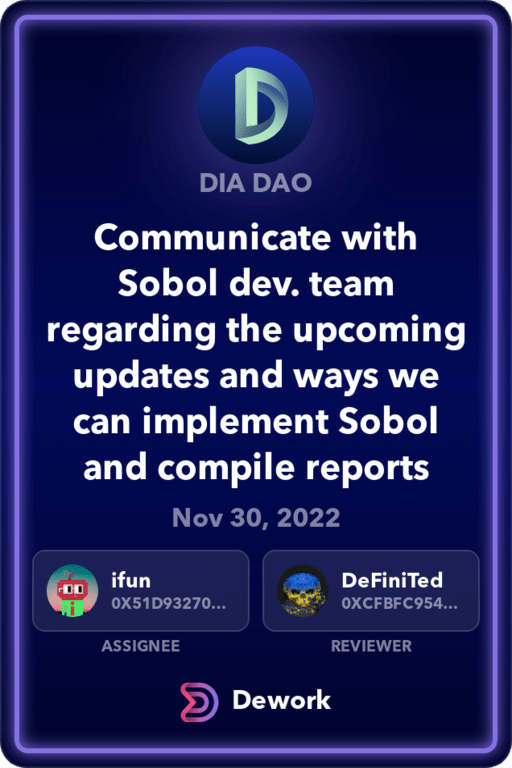 DIA DAO
Communicate with
Sobol dev. team
regarding the upcoming
updates and ways we
can implement Sobol
and compile reports
Nov 30, 2022
ifun
0X51D93270...
ASSIGNEE
DeFiniTed
0XCFBFC954...
REVIEWER
Dework